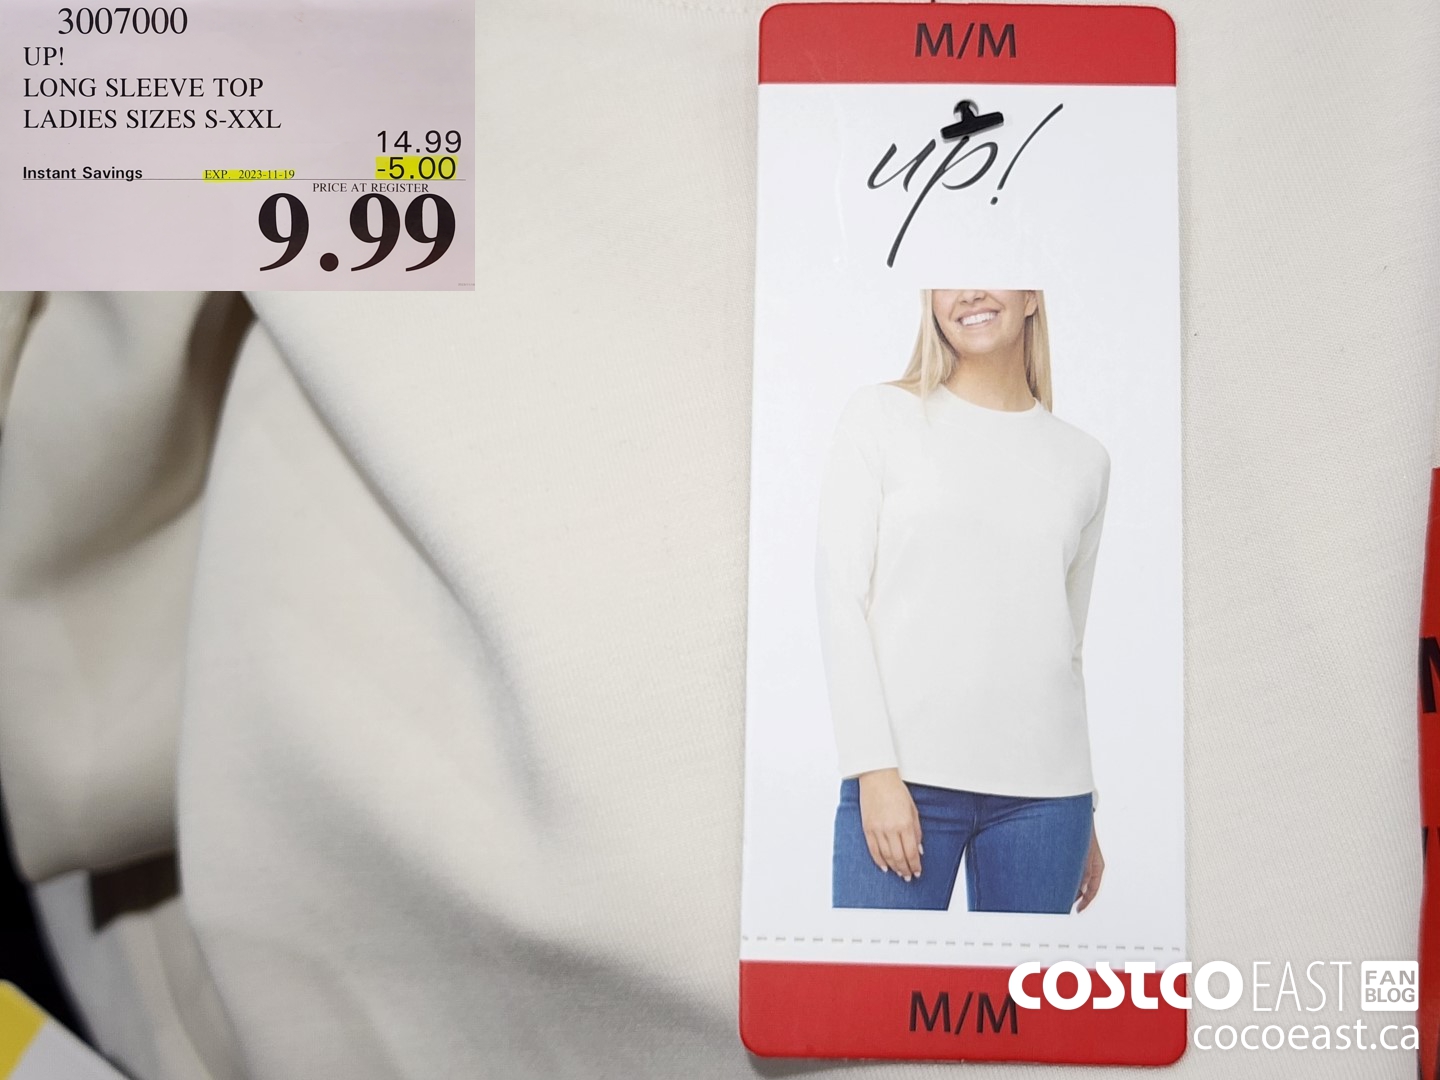 3007000
UP!
LONG SLEEVE TOP
LADIES SIZES S-XXL
14.99
Instant Savings EXP. 2023-11-19 -5.00
PRICE AT REGISTER
9.99
M/M
up!
M/M
COSTCO EAST FAN BLOG
cocoeast.ca